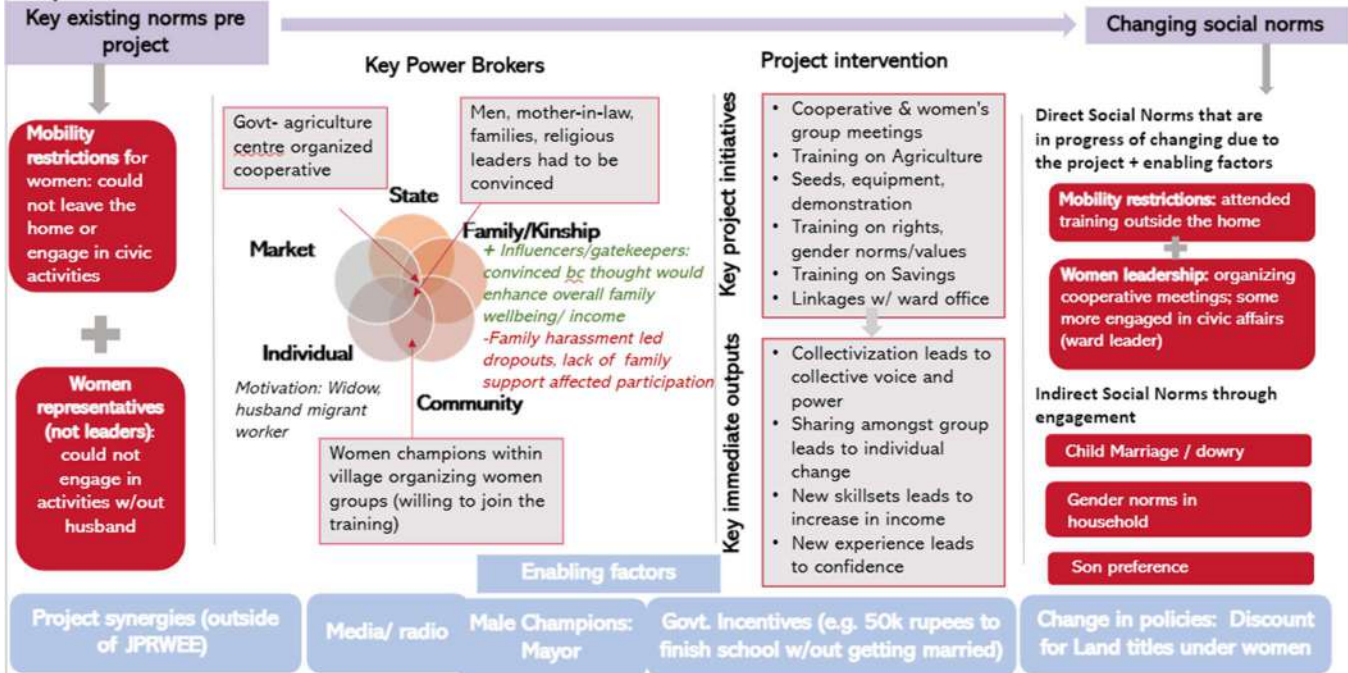 Key existing norms pre
project
Changing social norms
Mobility
restrictions for
women: could
not leave the
home or
engage in civic
activities
Women
representatives
(not leaders):
could not
engage in
activities w/out
husband
Key Power Brokers
Govt- agriculture
centre organized
cooperative
Men, mother-in-law,
families, religious
leaders had to be
convinced
State
Market
Family/Kinship
+ Influencers/gatekeepers:
convinced bc thought would
enhance overall family
wellbeing/ income
-Family harassment led
dropouts, lack of family
support affected participation
Individual
Motivation: Widow,
husband migrant
worker
Community
Women champions within
village organizing women
groups (willing to join the
training)
Project intervention
Key project initiatives
• Cooperative & women's
group meetings
• Training on Agriculture
• Seeds, equipment,
demonstration
• Training on rights,
gender norms/values
• Training on Savings
• Linkages w/ ward office
Key immediate outputs
• Collectivization leads to
collective voice and
power
• Sharing amongst group
leads to individual
change
• New skillsets leads to
increase in income
• New experience leads
to confidence
Direct Social Norms that are
in progress of changing due to
the project + enabling factors
Mobility restrictions: attended
training outside the home
Women leadership: organizing
cooperative meetings; some
more engaged in civic affairs
(ward leader)
Indirect Social Norms through
engagement
Child Marriage / dowry
Gender norms in
household
Son preference
Enabling factors
Project synergies (outside
of JPRWEE)
Media/ radio
Male Champions:
Mayor
Govt. Incentives (e.g. 50k rupees to
finish school w/out getting married)
Change in policies: Discount
for Land titles under women